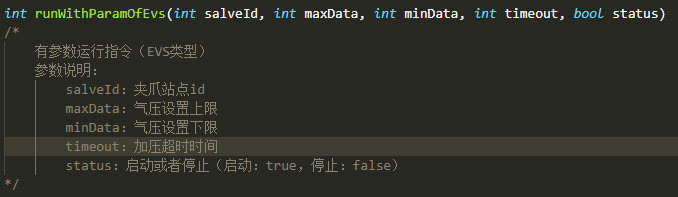 int runWithParamOfEvs(int salveId, int maxData, int minData, int timeout, bool status)
/*
有参数运行指令（EVS类型）
参数说明：
salveId：夹爪站点id
maxData：气压设置上限
minData：气压设置下限
timeout：加压超时时间
status：启动或者停止（启动：true，停止：false）
*/